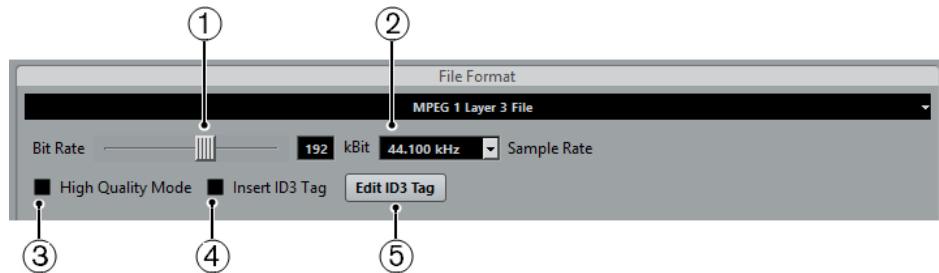 ① ②
File Format
MPEG 1 Layer 3 File
Bit Rate 192 kBit 44.100 kHz Sample Rate
High Quality Mode Insert ID3 Tag Edit ID3 Tag
③ ④ ⑤